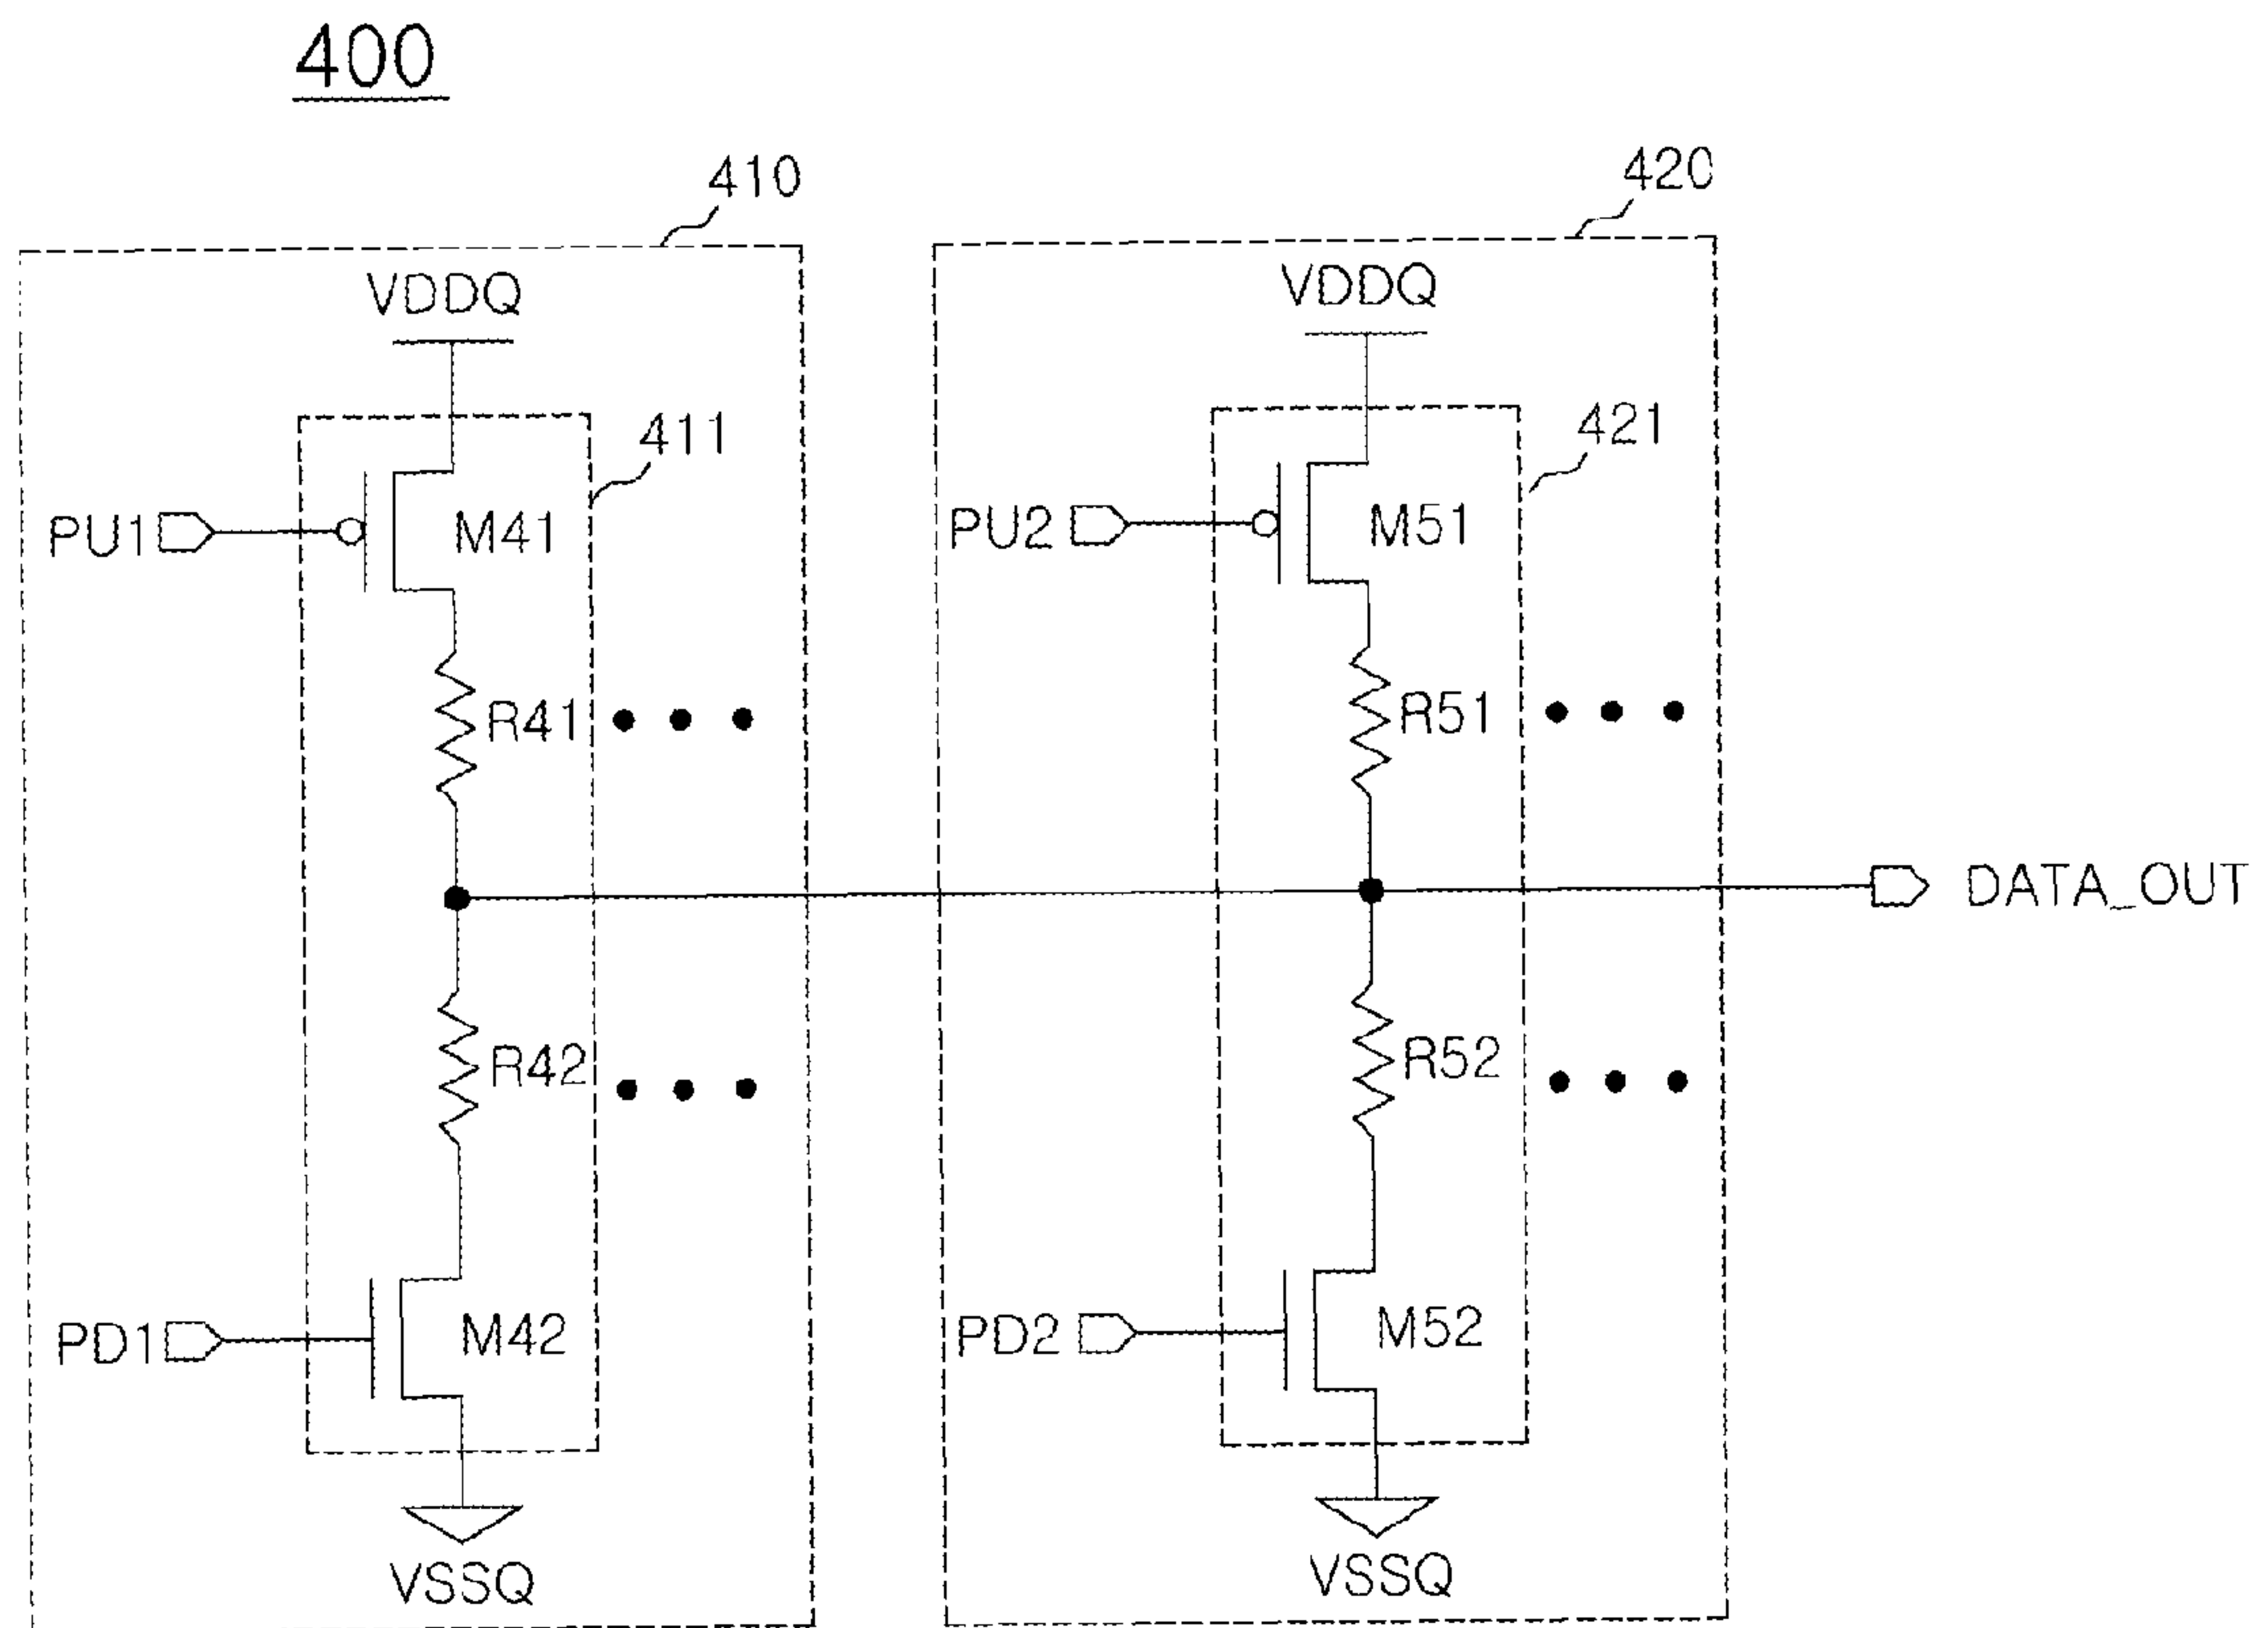 400
410
420
VDDQ
VDDQ
411
421
PU1
M41
PU2
M51
R41
R51
DATA_OUT
R42
R52
PD1
M42
PD2
M52
VSSQ
VSSQ